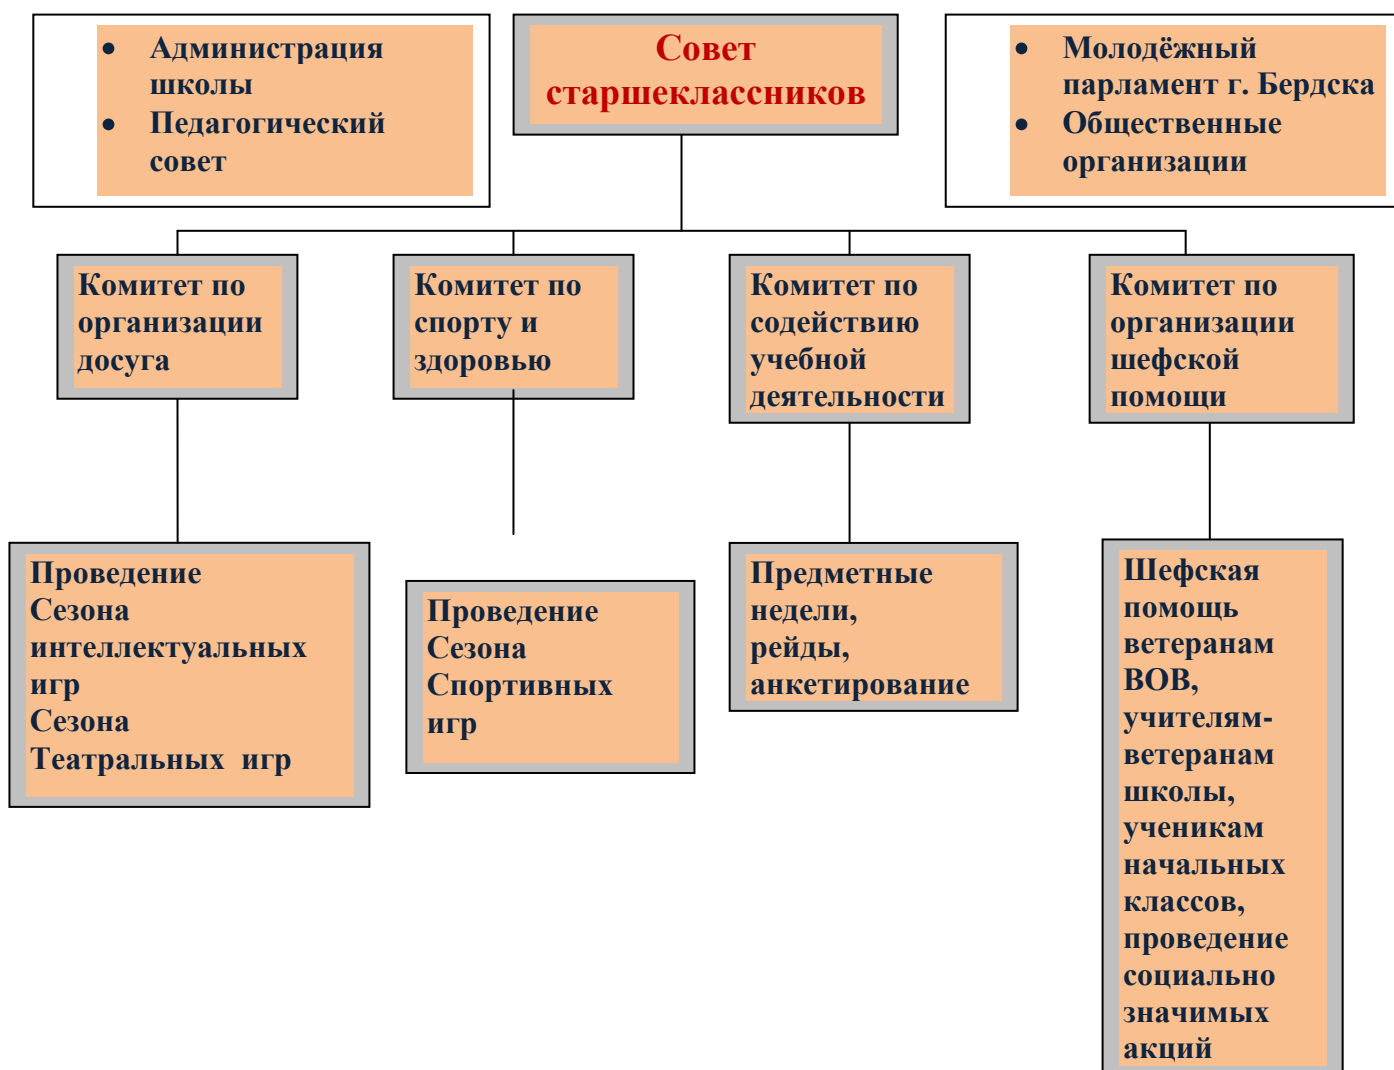 • Администрация
школы
• Педагогический
совет
Совет
старшеклассников
• Молодёжный
парламент г. Бердска
• Общественные
организации
Комитет по
организации
досуга
Комитет по
спорту и
здоровью
Комитет по
содействию
учебной
деятельности
Комитет по
организации
шефской
помощи
Проведение
Сезона
интеллектуальных
игр
Сезона
Театральных игр
Проведение
Сезона
Спортивных
игр
Предметные
недели,
рейды,
анкетирование
Шефская
помощь
ветеранам
ВОВ,
учителям-
ветеранам
школы,
ученикам
начальных
классов,
проведение
социально
значимых
акций